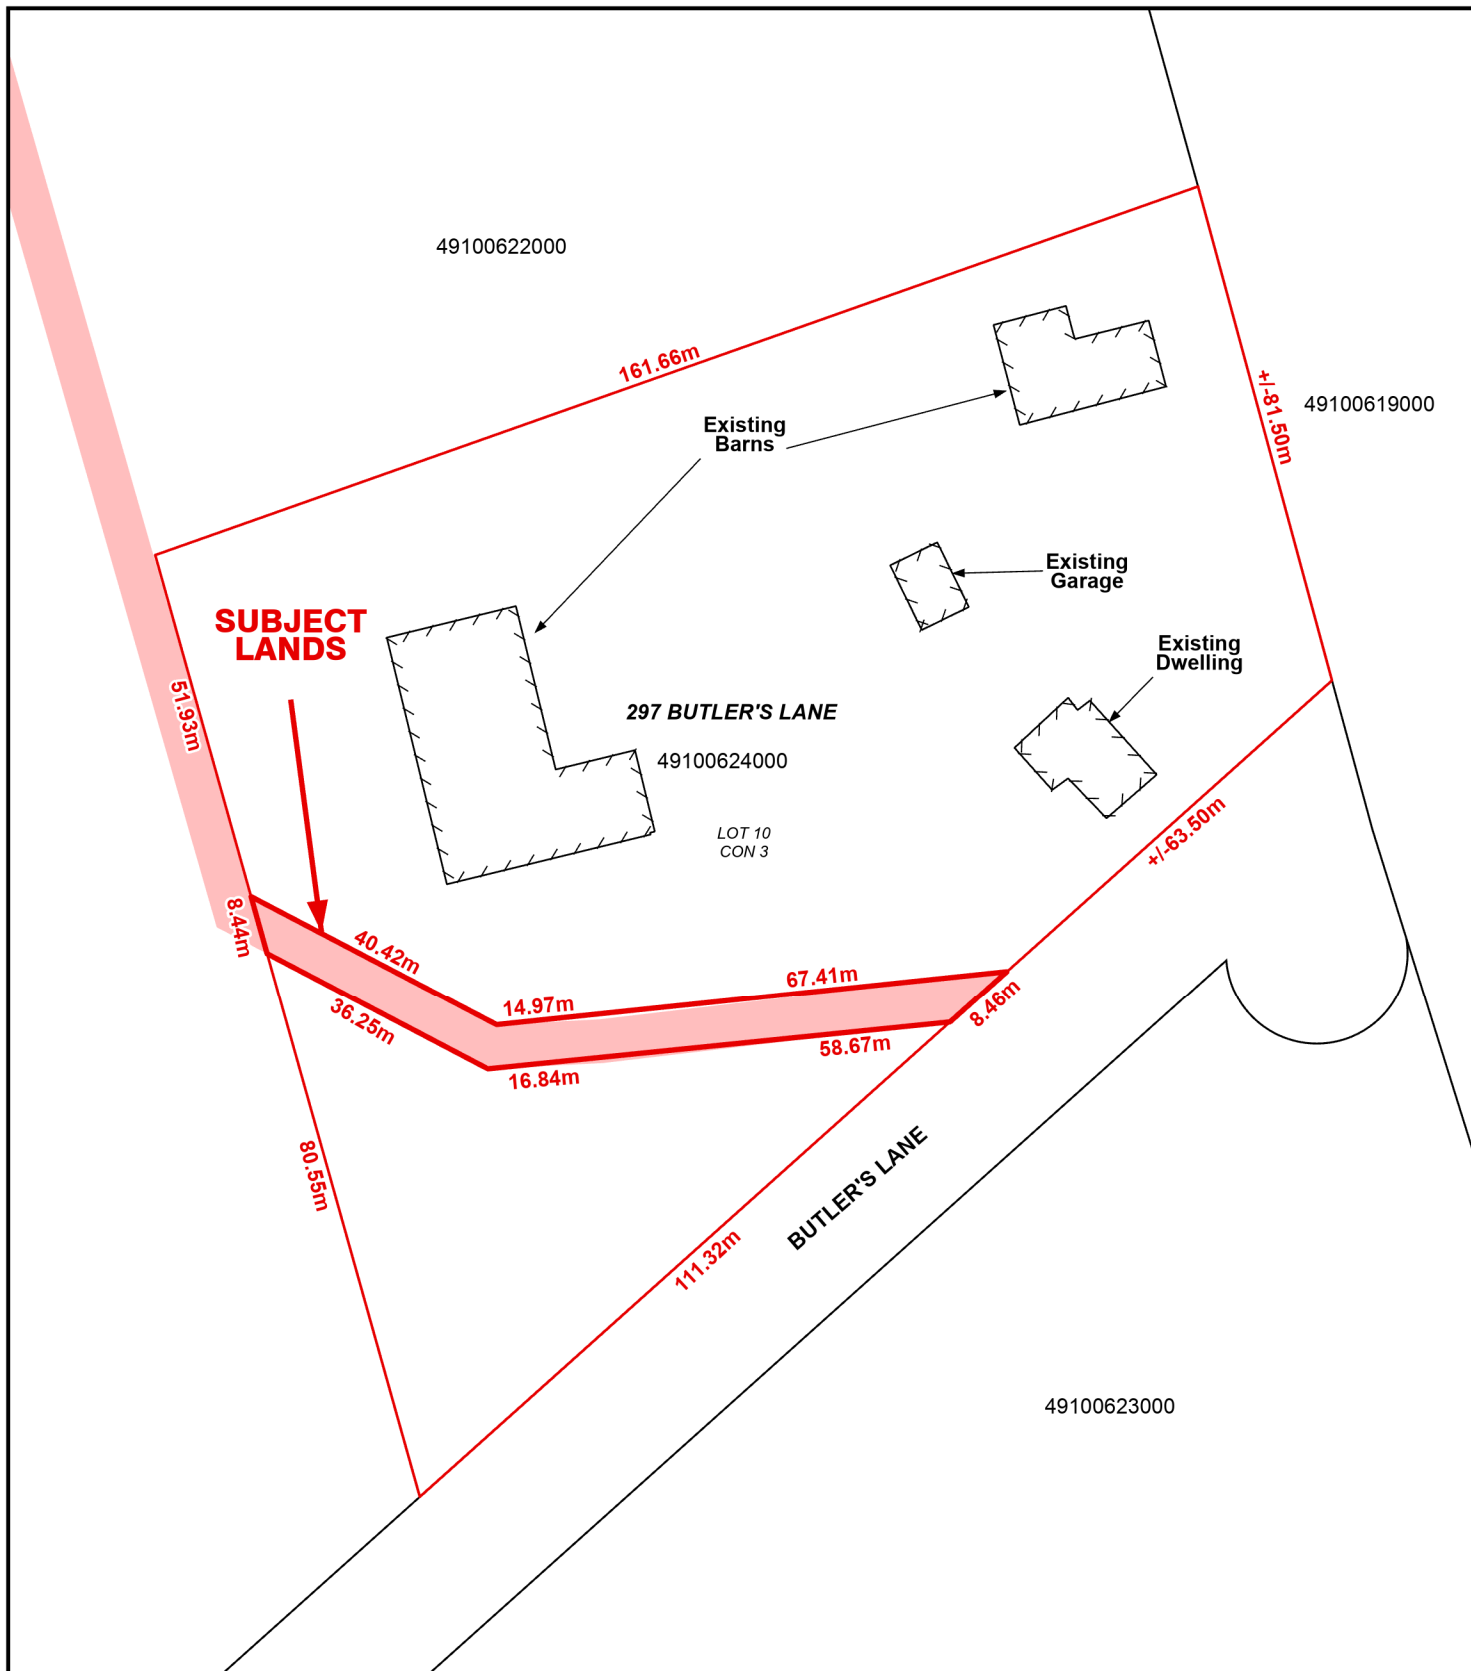 49100622000
161.66m
+/-81.50m
49100619000
Existing
Barns
Existing
Garage
SUBJECT
LANDS
Existing
Dwelling
51.93m
297 BUTLER'S LANE
49100624000
LOT 10
CON 3
+/-63.50m
8.44m
40.42m
67.41m
14.97m
8.46m
36.25m
58.67m
16.84m
80.55m
BUTLER'S LANE
111.32m
49100623000